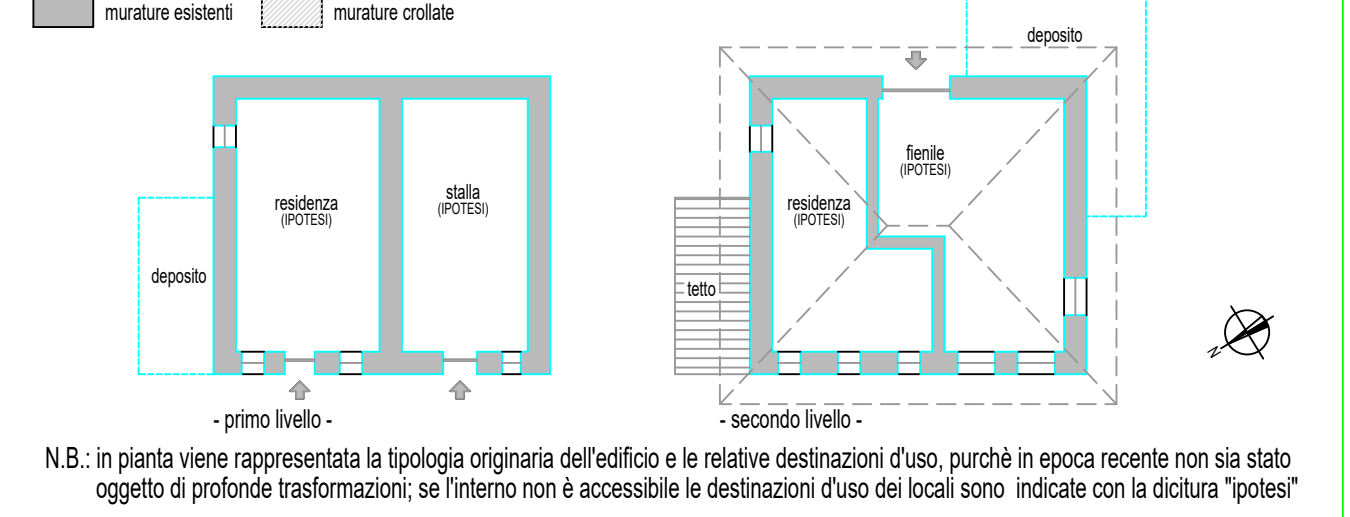 murature esistenti
murature crollate
deposito
residenza
(IPOTESI)
stalla
(IPOTESI)
deposito
fienile
(IPOTESI)
residenza
(IPOTESI)
tetto
N
- primo livello -
- secondo livello -
N.B.: in pianta viene rappresentata la tipologia originaria dell'edificio e le relative destinazioni d'uso, purchè in epoca recente non sia stato
oggetto di profonde trasformazioni; se l'interno non è accessibile le destinazioni d'uso dei locali sono indicate con la dicitura "ipotesi"